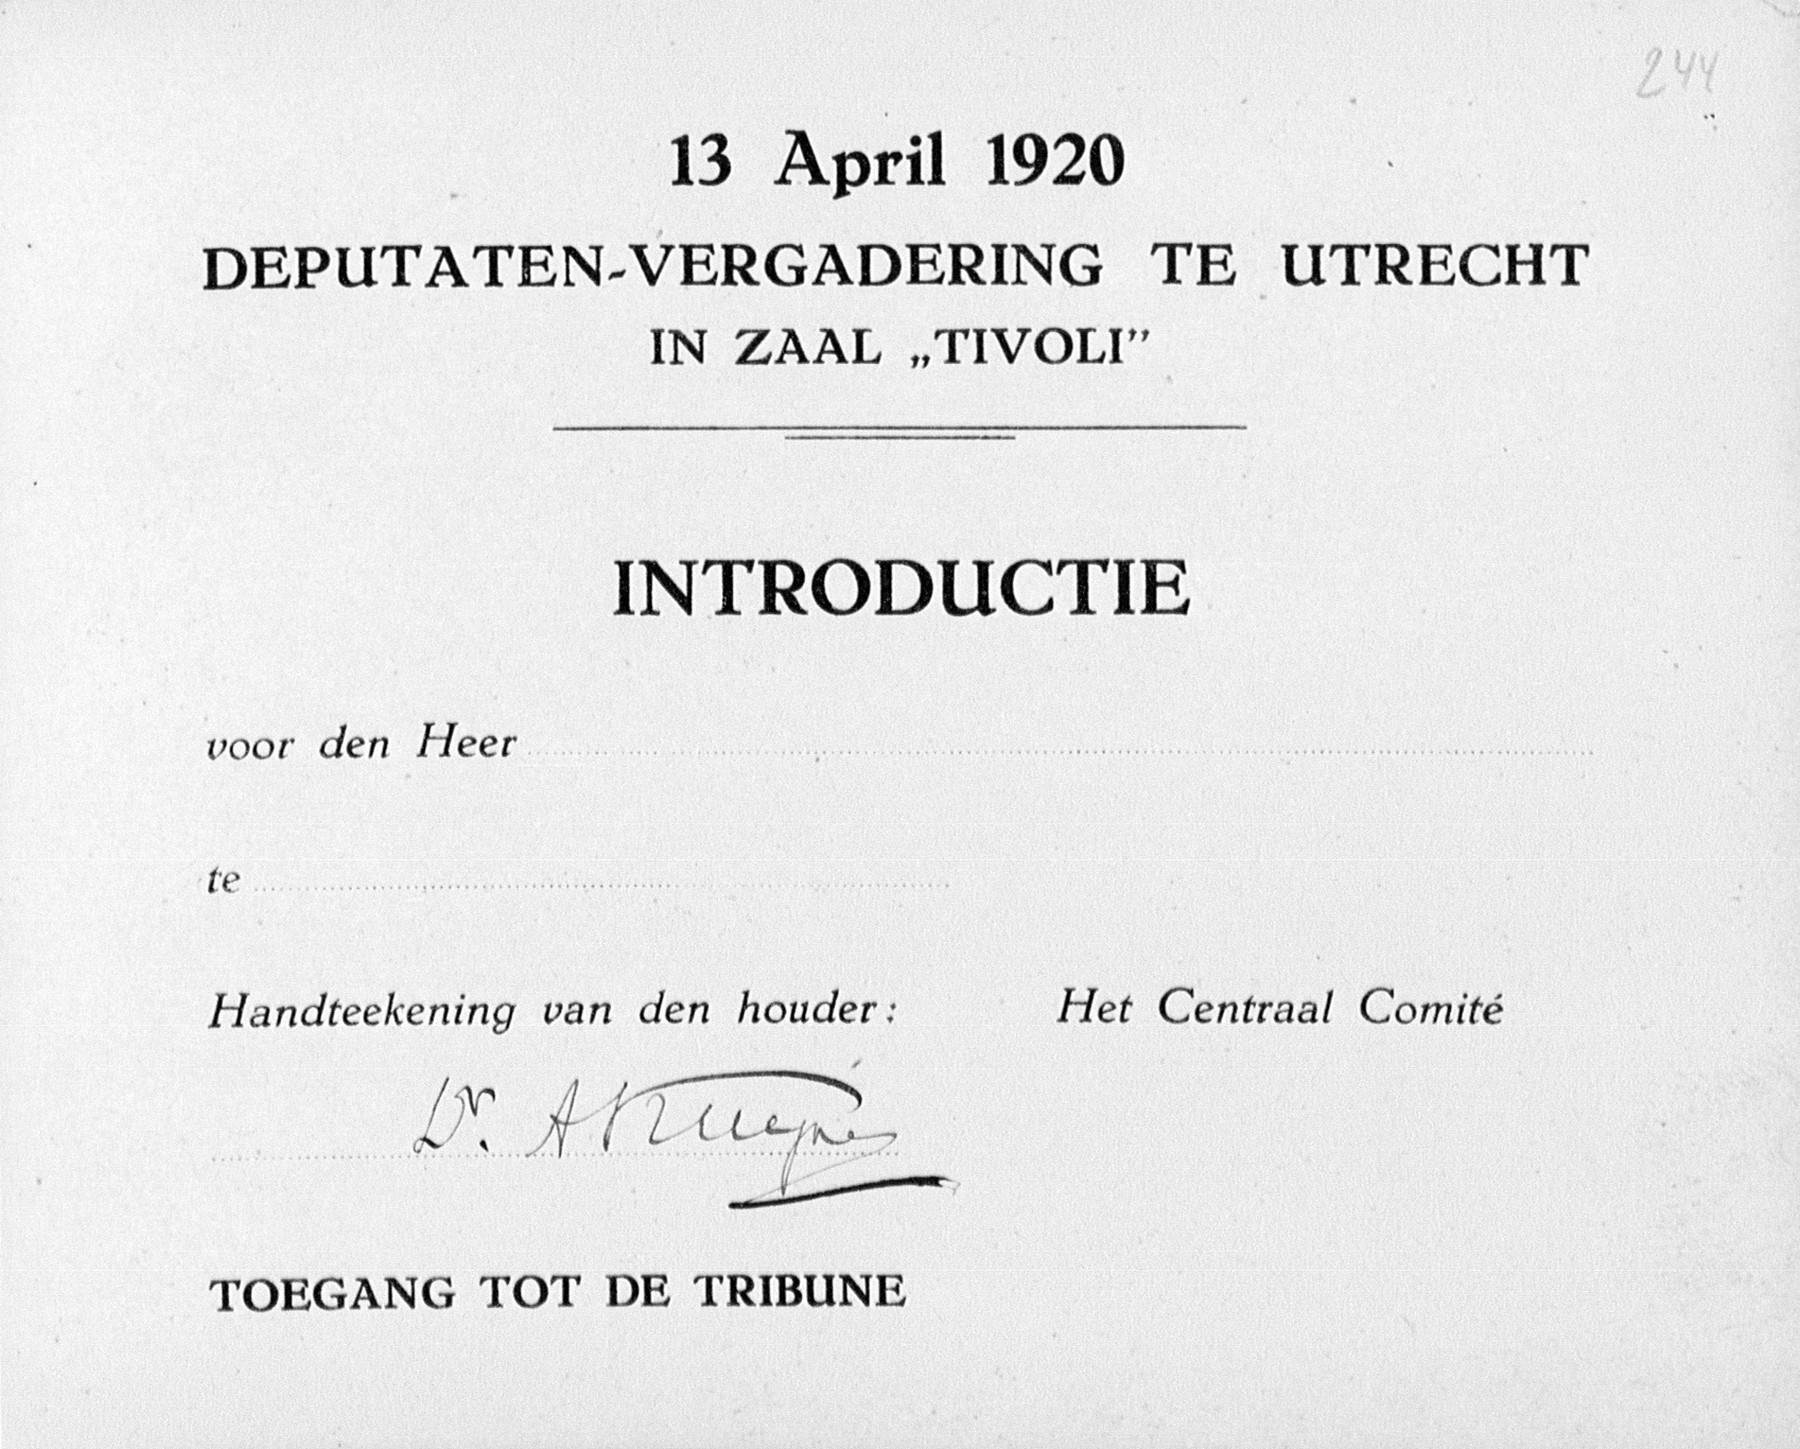 244
13 April 1920
DEPUTATEN-VERGADERING TE UTRECHT
IN ZAAL „TIVOLI”
INTRODUCTIE
voor den Heer
te
Handteekening van den houder: Het Centraal Comité
Dr. A Kuyper
TOEGANG TOT DE TRIBUNE